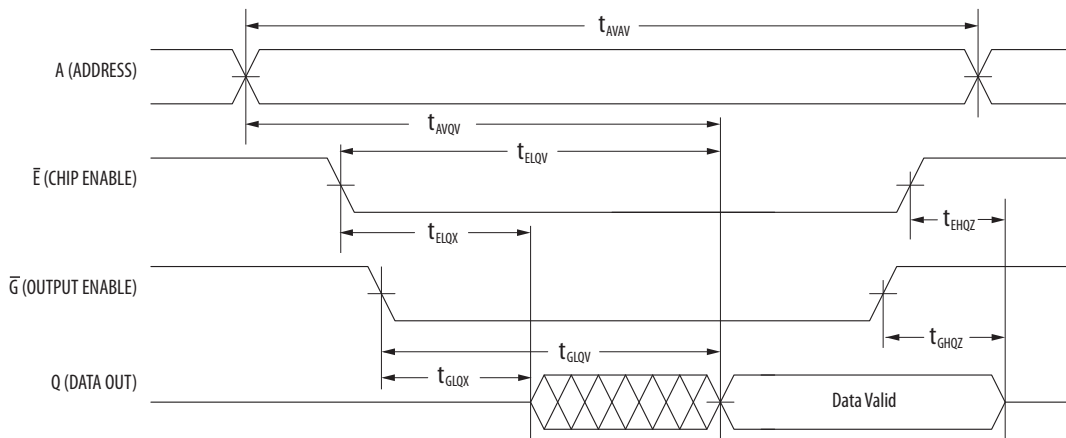 tAVAV
A (ADDRESS)
tAVQV
tELQV
E̅ (CHIP ENABLE)
tEHQZ
tELQX
G̅ (OUTPUT ENABLE)
tGHQZ
tGLQV
tGLQX
Q (DATA OUT)
Data Valid